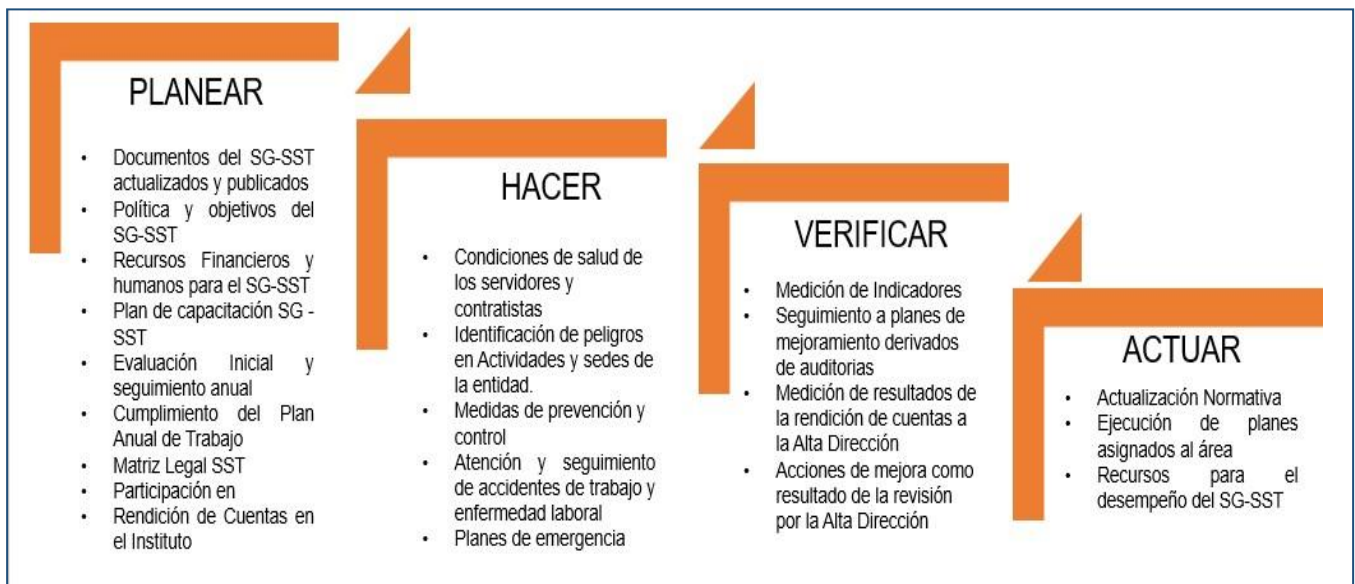 PLANEAR
• Documentos del SG-SST
actualizados y publicados
• Política y objetivos del
SG-SST
• Recursos Financieros y
humanos para el SG-SST
• Plan de capacitación SG -
SST
• Evaluación Inicial y
seguimiento anual
• Cumplimiento del Plan
Anual de Trabajo
• Matriz Legal SST
• Participación en
• Rendición de Cuentas en
el Instituto
HACER
• Condiciones de salud de
los servidores y
contratistas
• Identificación de peligros
en Actividades y sedes de
la entidad.
• Medidas de prevención y
control
• Atención y seguimiento
de accidentes de trabajo y
enfermedad laboral
• Planes de emergencia
VERIFICAR
• Medición de Indicadores
• Seguimiento a planes de
mejoramiento derivados
de auditorias
• Medición de resultados de
la rendición de cuentas a
la Alta Dirección
• Acciones de mejora como
resultado de la revisión
por la Alta Dirección
ACTUAR
• Actualización Normativa
• Ejecución de planes
asignados al área
• Recursos para el
desempeño del SG-SST